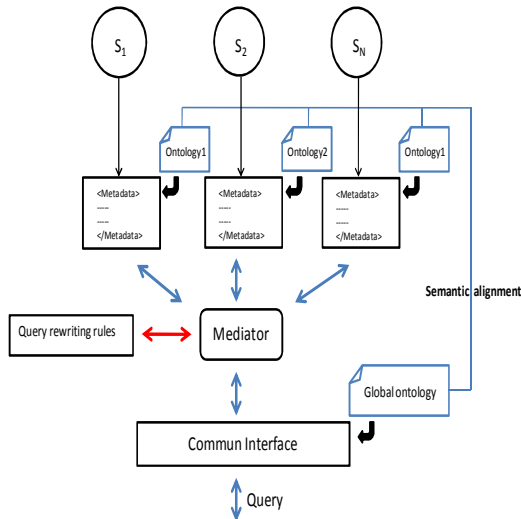 S1
S2
SN
Ontology1
Ontology2
Ontology1
<Metadata>
-----
-----
</Metadata>
<Metadata>
-----
-----
</Metadata>
<Metadata>
-----
-----
</Metadata>
Semantic alignment
Query rewriting rules
Mediator
Global ontology
Commun Interface
Query